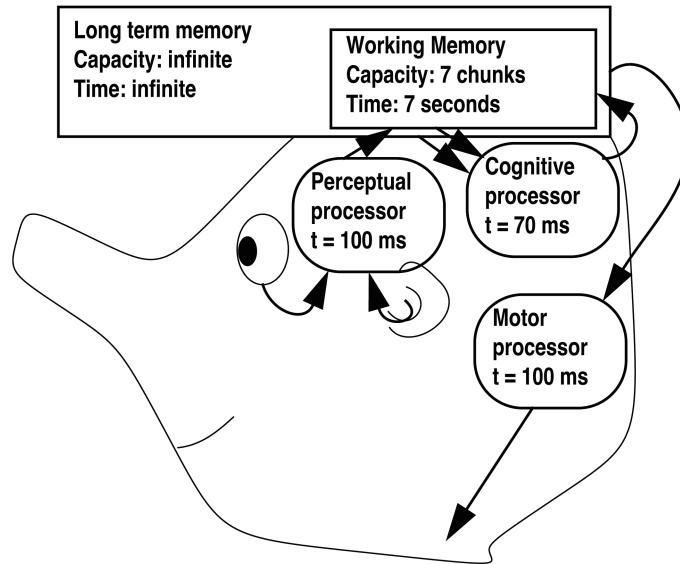 Long term memory
Capacity: infinite
Time: infinite
Working Memory
Capacity: 7 chunks
Time: 7 seconds
Perceptual
processor
t = 100 ms
Cognitive
processor
t = 70 ms
Motor
processor
t = 100 ms